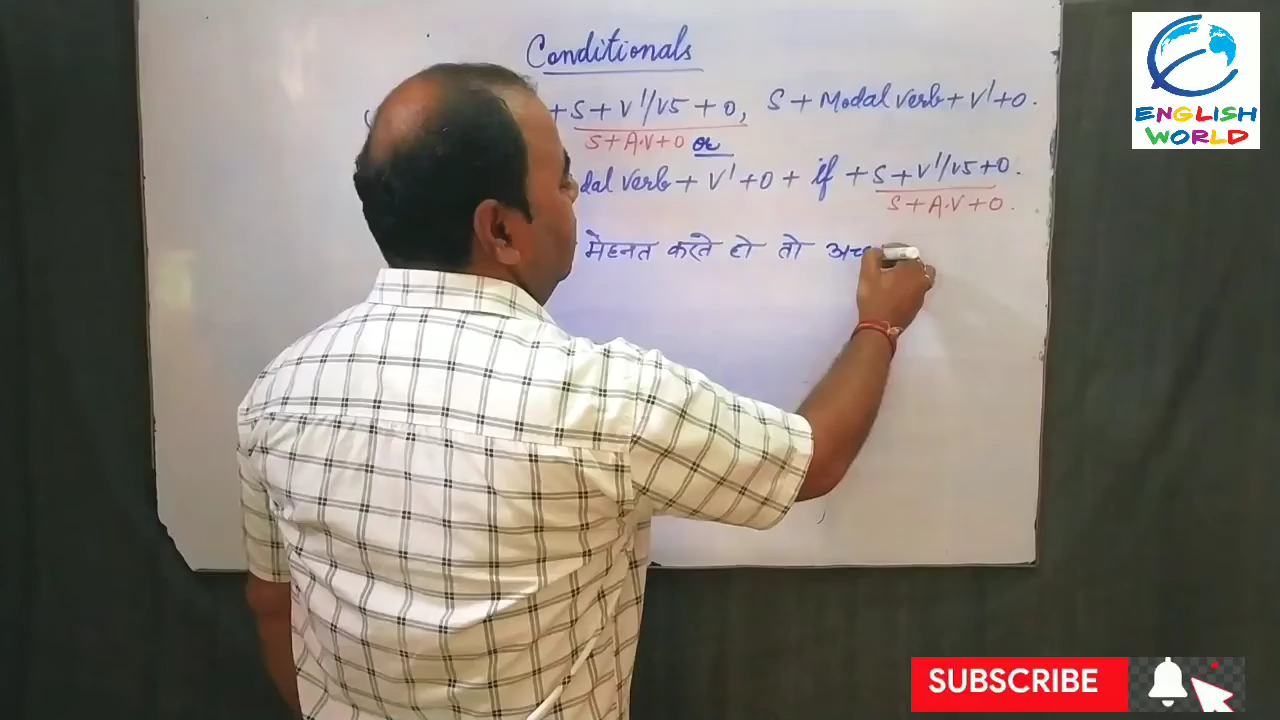 Conditionals
+ S + V¹/V5 + O, S + Modal verb + V¹ + O.
S + A.V + O or
dal verb + V¹ + O + if + S + V¹/V5 + O.
S + A.V + O.
मेहनत करते हो तो
ENGLISH
WORLD
SUBSCRIBE